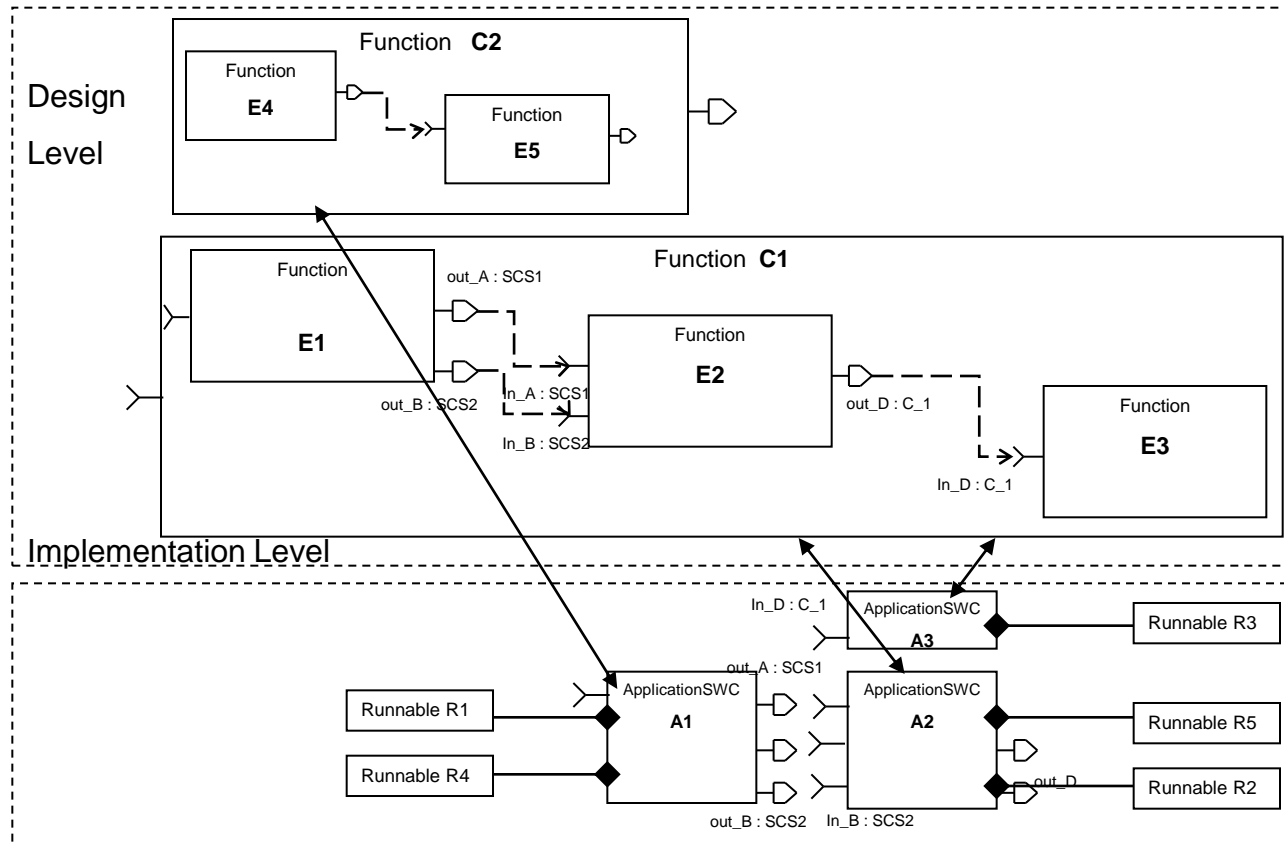 Design
Level
Function C2
Function
E4
Function
E5
Function C1
Function
E1
out_A : SCS1
out_B : SCS2
In_A : SCS1
In_B : SCS2
Function
E2
out_D : C_1
In_D : C_1
Function
E3
Implementation Level
In_D : C_1
ApplicationSWC
A3
Runnable R3
out_A : SCS1
Runnable R1
Runnable R4
ApplicationSWC
A1
out_B : SCS2
ApplicationSWC
A2
In_B : SCS2
out_D
Runnable R5
Runnable R2